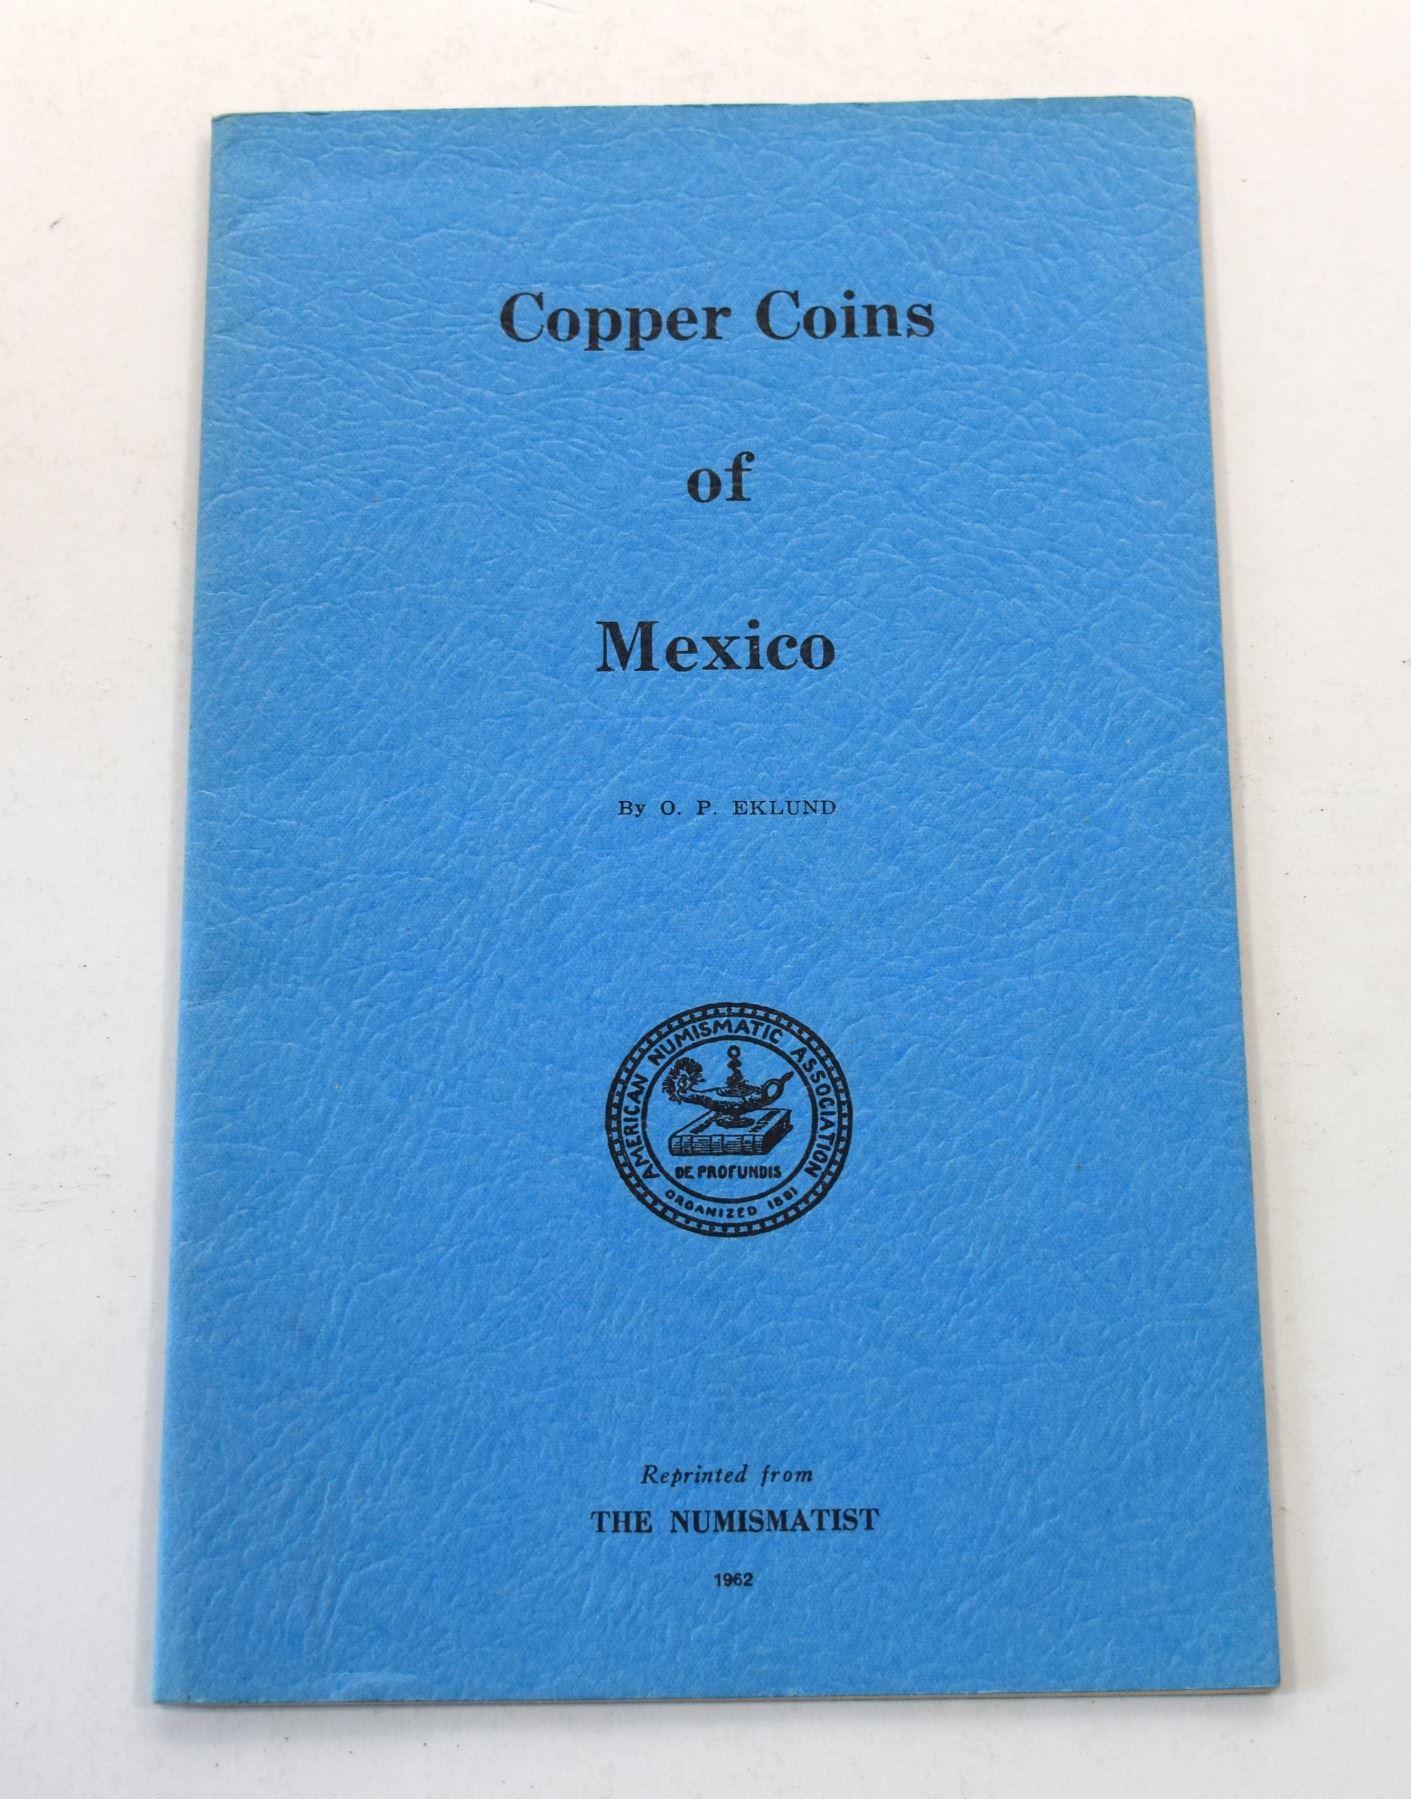 Copper Coins
of
Mexico
By O. P. EKLUND
AMERICAN NUMISMATIC ASSOCIATION
DE PROFUNDIS
ORGANIZED 1891
Reprinted from
THE NUMISMATIST
1962